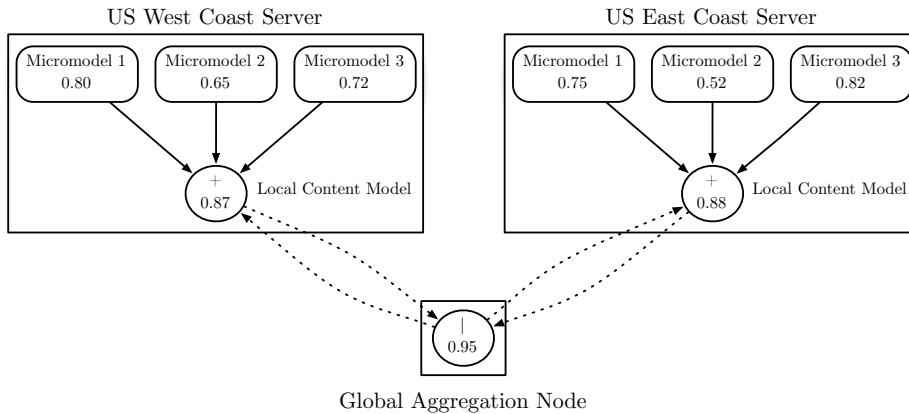 US West Coast Server
US East Coast Server
Micromodel 1
0.80
Micromodel 2
0.65
Micromodel 3
0.72
Micromodel 1
0.75
Micromodel 2
0.52
Micromodel 3
0.82
+
0.87
Local Content Model
+
0.88
Local Content Model
|
0.95
Global Aggregation Node